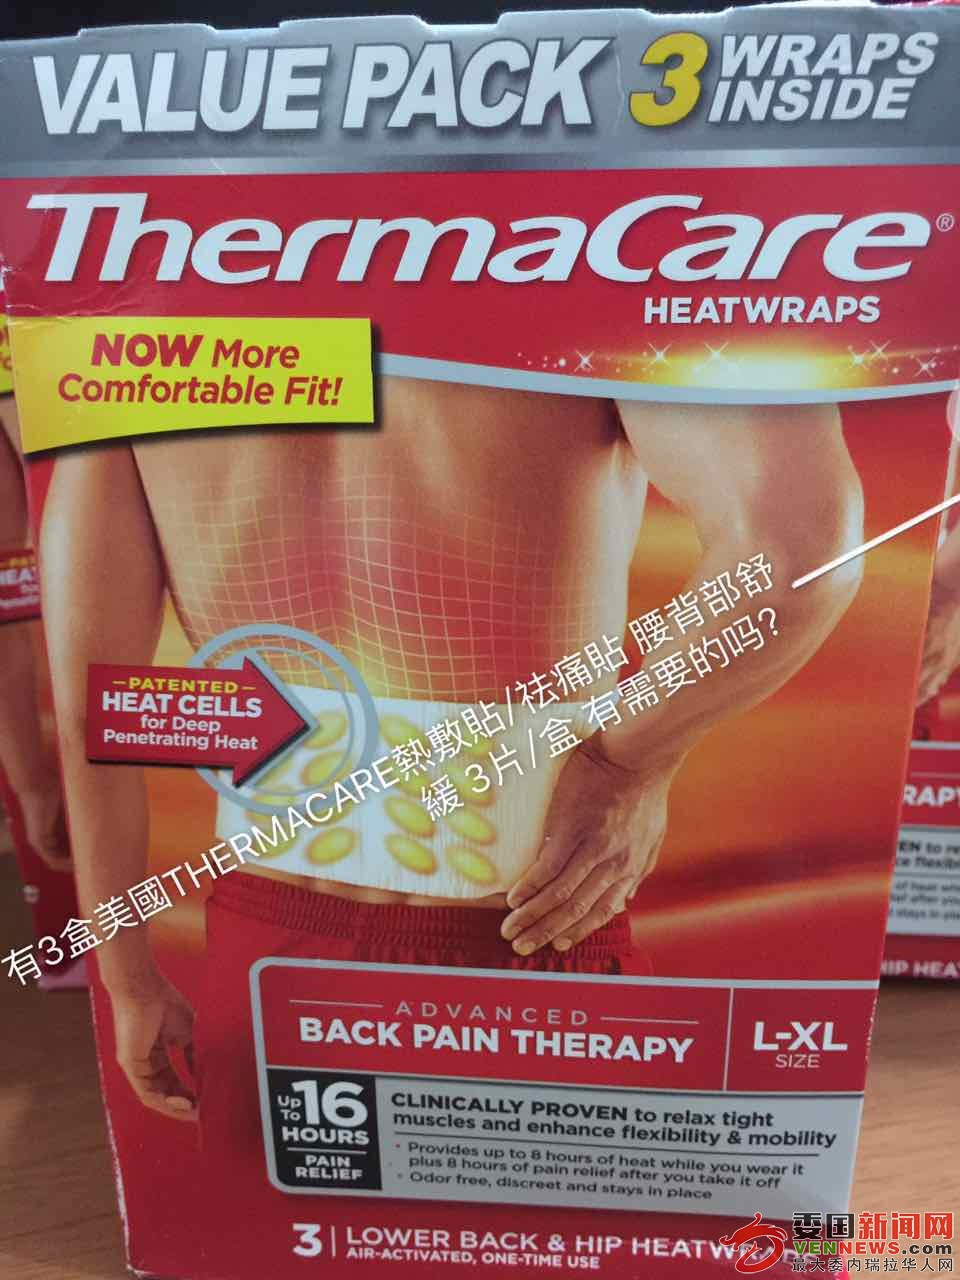 VALUE PACK 3 WRAPS INSIDE
ThermaCare®
HEATWRAPS
NOW More
Comfortable Fit!
PATENTED
HEAT CELLS
for Deep
Penetrating Heat
有3盒美國THERMACARE熱敷貼/祛痛貼 腰背部舒
緩 3片/盒 有需要的吗?
ADVANCED
BACK PAIN THERAPY
L-XL
SIZE
Up To 16
HOURS
PAIN
RELIEF
CLINICALLY PROVEN to relax tight
muscles and enhance flexibility & mobility
• Provides up to 8 hours of heat while you wear it
plus 8 hours of pain relief after you take it off
• Odor free, discreet and stays in place
3 LOWER BACK & HIP HEATWRAPS
AIR-ACTIVATED, ONE-TIME USE
委国新闻网
VENNEWS.com
最大委内瑞拉华人网